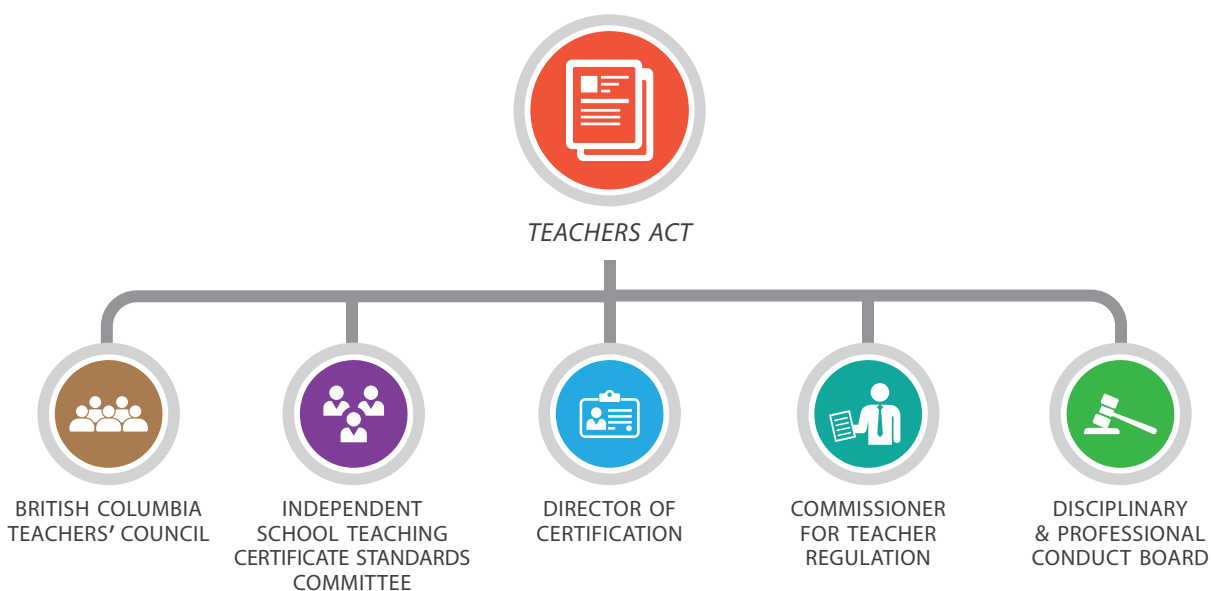 TEACHERS ACT
BRITISH COLUMBIA
TEACHERS’ COUNCIL
INDEPENDENT
SCHOOL TEACHING
CERTIFICATE STANDARDS
COMMITTEE
DIRECTOR OF
CERTIFICATION
COMMISSIONER
FOR TEACHER
REGULATION
DISCIPLINARY
& PROFESSIONAL
CONDUCT BOARD